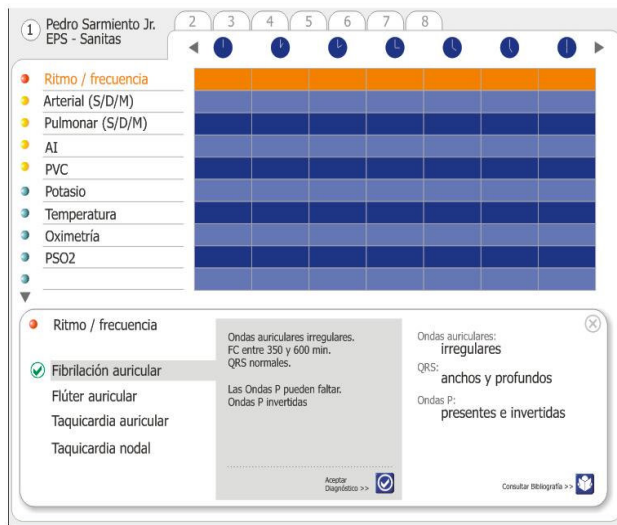 1 Pedro Sarmiento Jr.
EPS - Sanitas
2 3 4 5 6 7 8
Ritmo / frecuencia
Arterial (S/D/M)
Pulmonar (S/D/M)
AI
PVC
Potasio
Temperatura
Oximetría
PSO2
Ritmo / frecuencia
Fibrilación auricular
Flúter auricular
Taquicardia auricular
Taquicardia nodal
Ondas auriculares irregulares.
FC entre 350 y 600 min.
QRS normales.
Las Ondas P pueden faltar.
Ondas P invertidas
Aceptar
Diagnóstico >>
Ondas auriculares:
irregulares
QRS:
anchos y profundos
Ondas P:
presentes e invertidas
Consultar Bibliografía >>